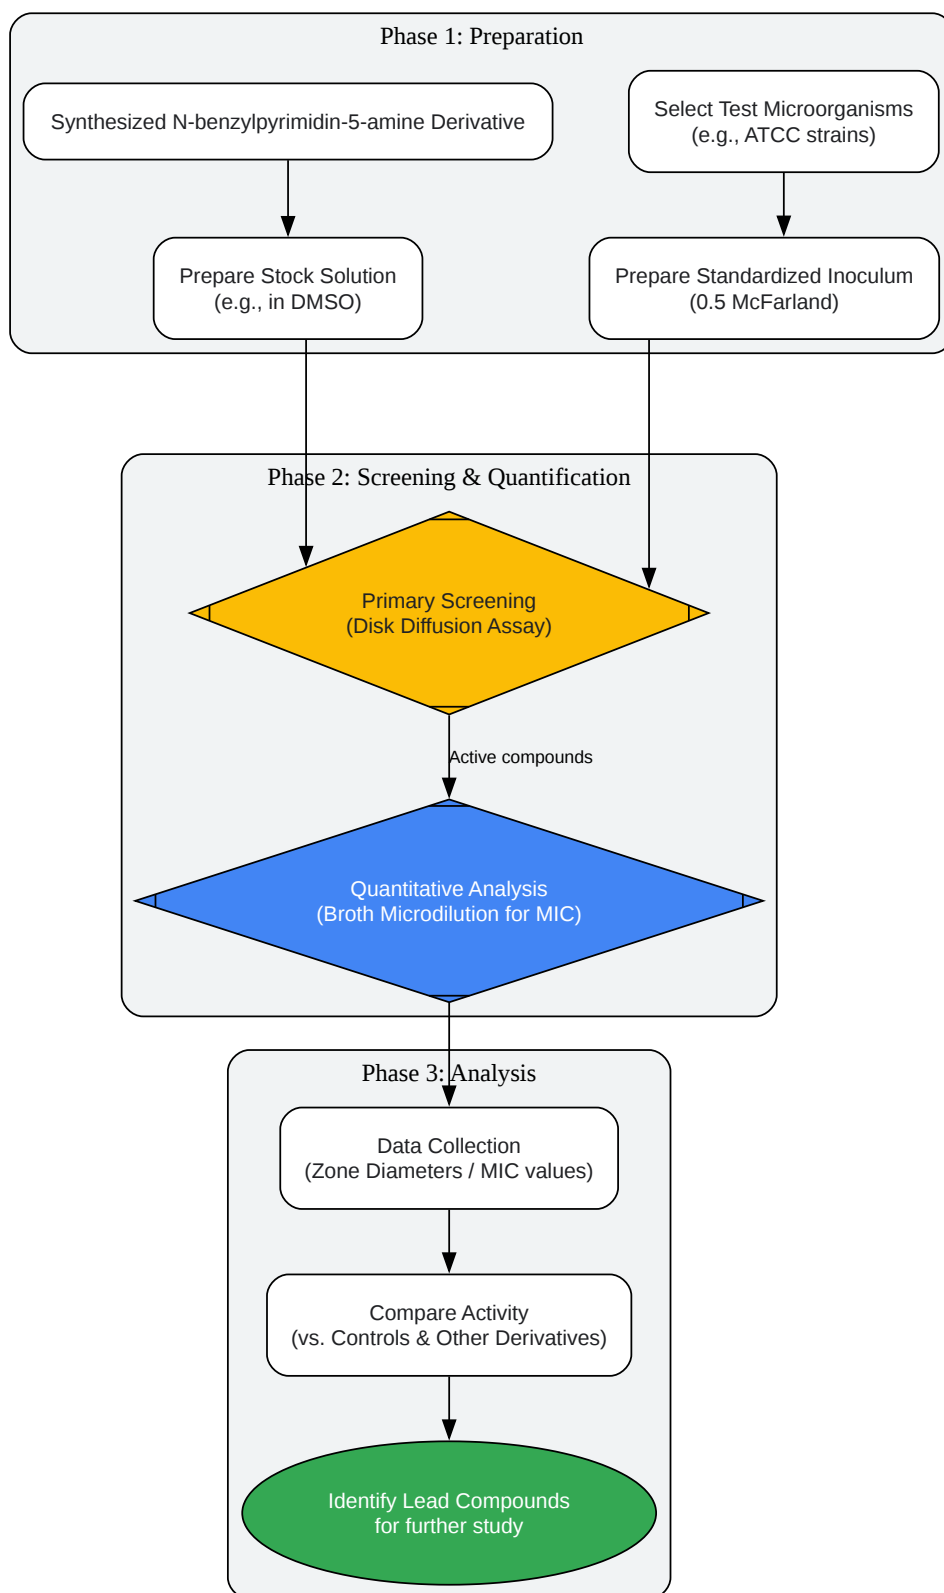 Phase 1: Preparation
Synthesized N-benzylpyrimidin-5-amine Derivative
Select Test Microorganisms
(e.g., ATCC strains)
Prepare Stock Solution
(e.g., in DMSO)
Prepare Standardized Inoculum
(0.5 McFarland)
Phase 2: Screening & Quantification
Primary Screening
(Disk Diffusion Assay)
Active compounds
Quantitative Analysis
(Broth Microdilution for MIC)
Phase 3: Analysis
Data Collection
(Zone Diameters / MIC values)
Compare Activity
(vs. Controls & Other Derivatives)
Identify Lead Compounds
for further study